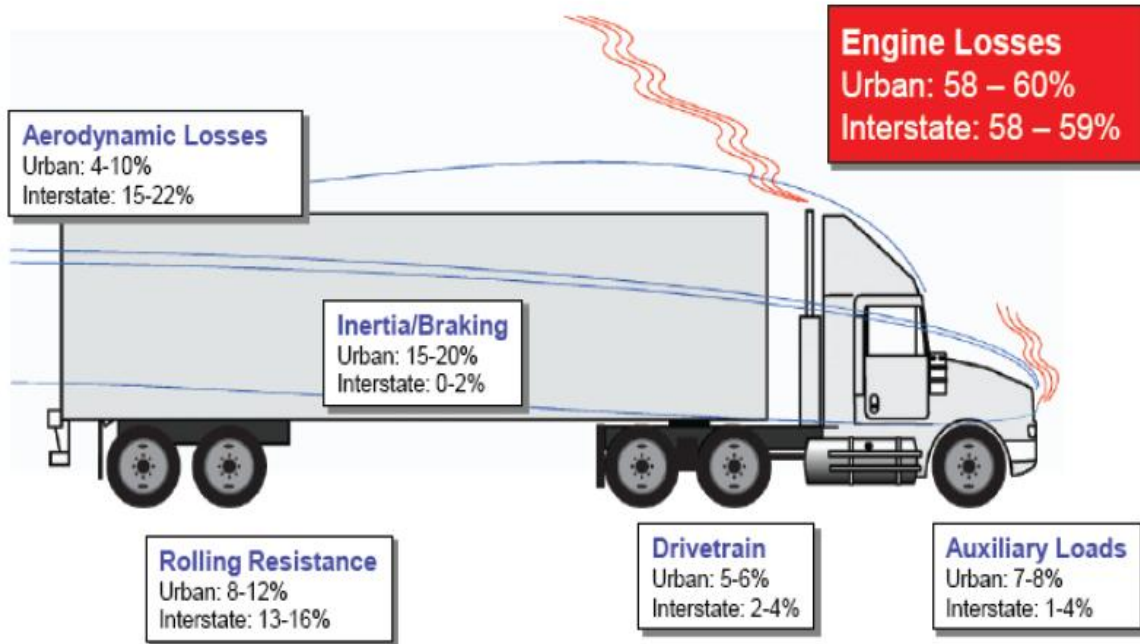 Engine Losses
Urban: 58 – 60%
Interstate: 58 – 59%
Aerodynamic Losses
Urban: 4-10%
Interstate: 15-22%
Inertia/Braking
Urban: 15-20%
Interstate: 0-2%
Rolling Resistance
Urban: 8-12%
Interstate: 13-16%
Drivetrain
Urban: 5-6%
Interstate: 2-4%
Auxiliary Loads
Urban: 7-8%
Interstate: 1-4%